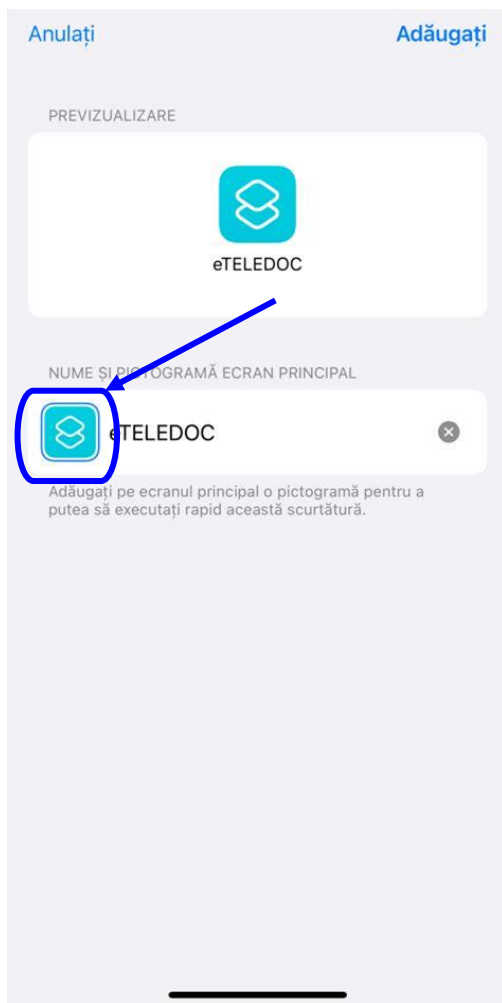 Anulați
Adăugați
PREVIZUALIZARE
eTELEDOC
NUME ȘI PICTOGRAMĂ ECRAN PRINCIPAL
eTELEDOC
Adăugați pe ecranul principal o pictogramă pentru a
putea să executați rapid această scurtătură.